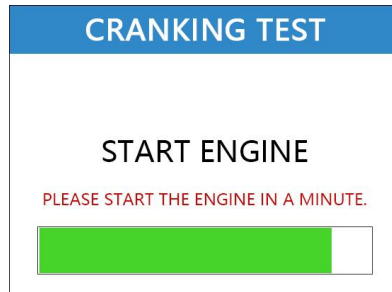 CRANKING TEST
START ENGINE
PLEASE START THE ENGINE IN A MINUTE.